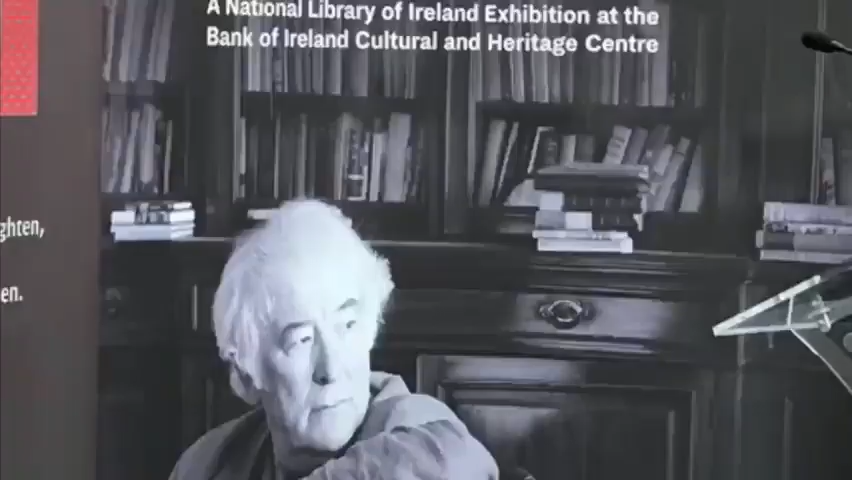 A National Library of Ireland Exhibition at the
Bank of Ireland Cultural and Heritage Centre
ghten,
en.